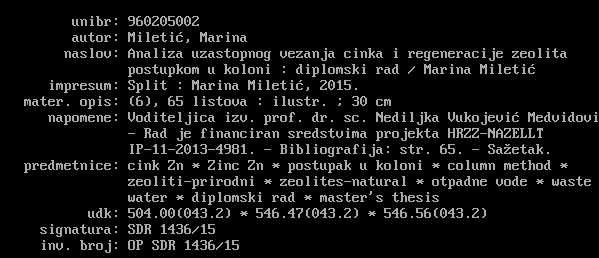 unibr: 960205002
autor: Miletić, Marina
naslov: Analiza uzastopnog vezanja cinka i regeneracije zeolita
postupkom u koloni : diplomski rad / Marina Miletić
impresum: Split : Marina Miletić, 2015.
mater. opis: (6), 65 listova : ilustr. ; 30 cm
napomene: Voditeljica izv. prof. dr. sc. Nediljka Vukojević Medvidovi
- Rad je financiran sredstvima projekta HRZZ-NAZELLT
IP-11-2013-4981. - Bibliografija: str. 65. - Sažetak.
predmetnice: cink Zn * Zinc Zn * postupak u koloni * column method *
zeoliti-prirodni * zeolites-natural * otpadne vode * waste
water * diplomski rad * master's thesis
udk: 504.00(043.2) * 546.47(043.2) * 546.56(043.2)
signatura: SDR 1436/15
inv. broj: OP SDR 1436/15